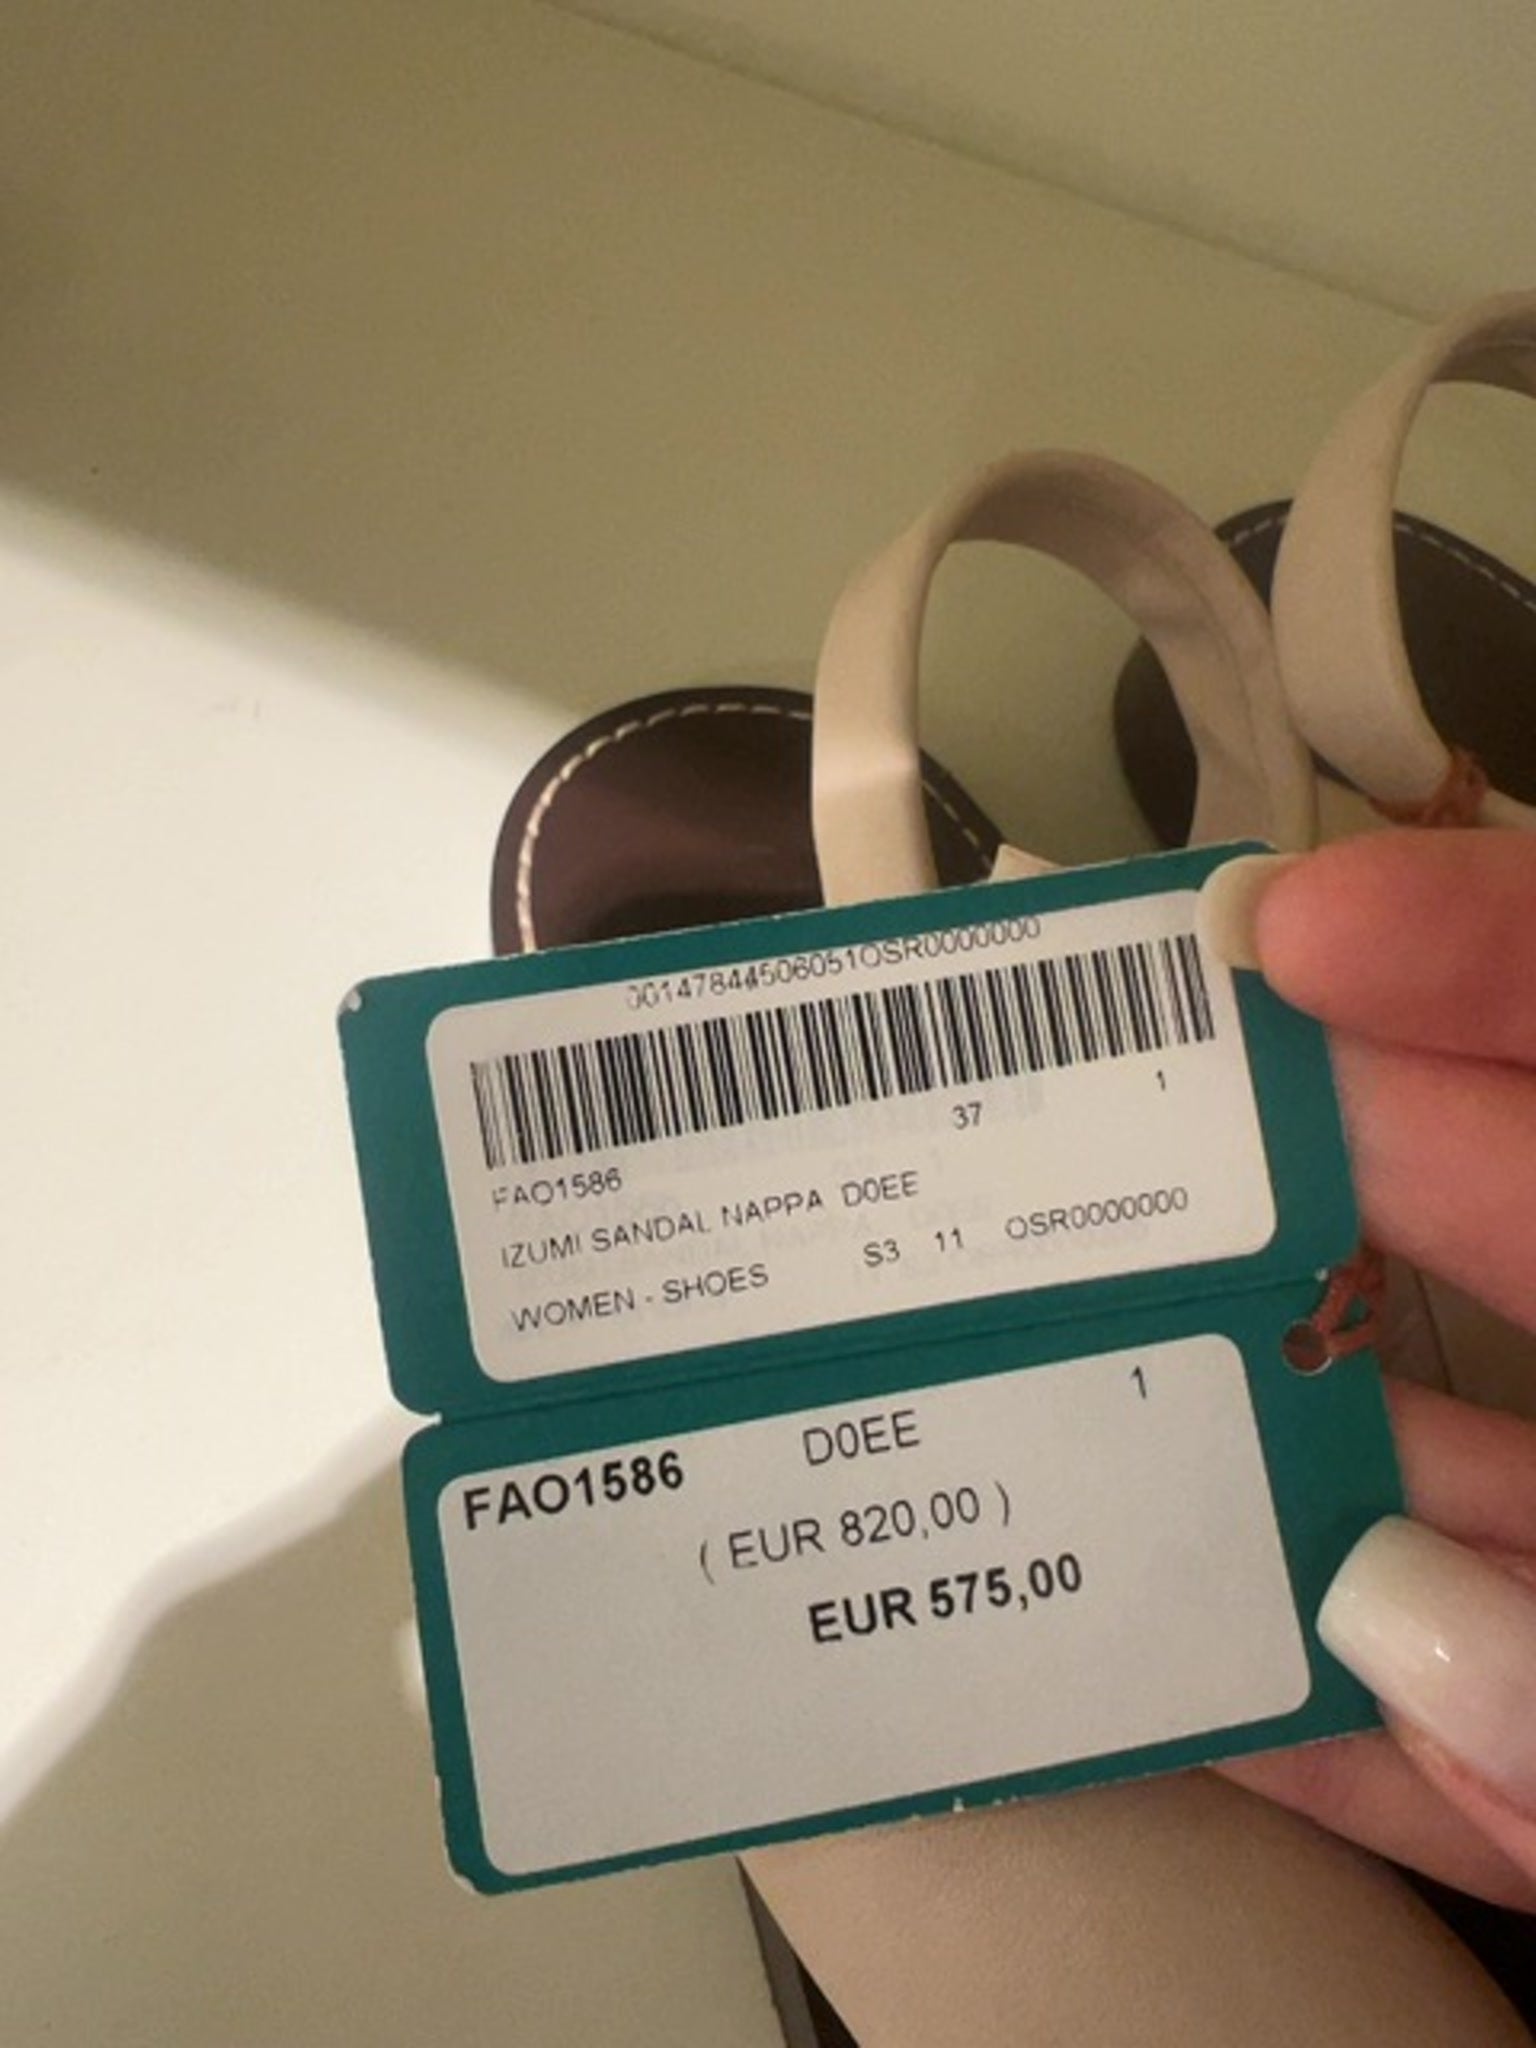 001478444506051OSR0000000
37 1
FAO1586
IZUMI SANDAL NAPPA D0EE
WOMEN - SHOES S3 11 OSR0000000
FAO1586 D0EE 1
( EUR 820,00 )
EUR 575,00